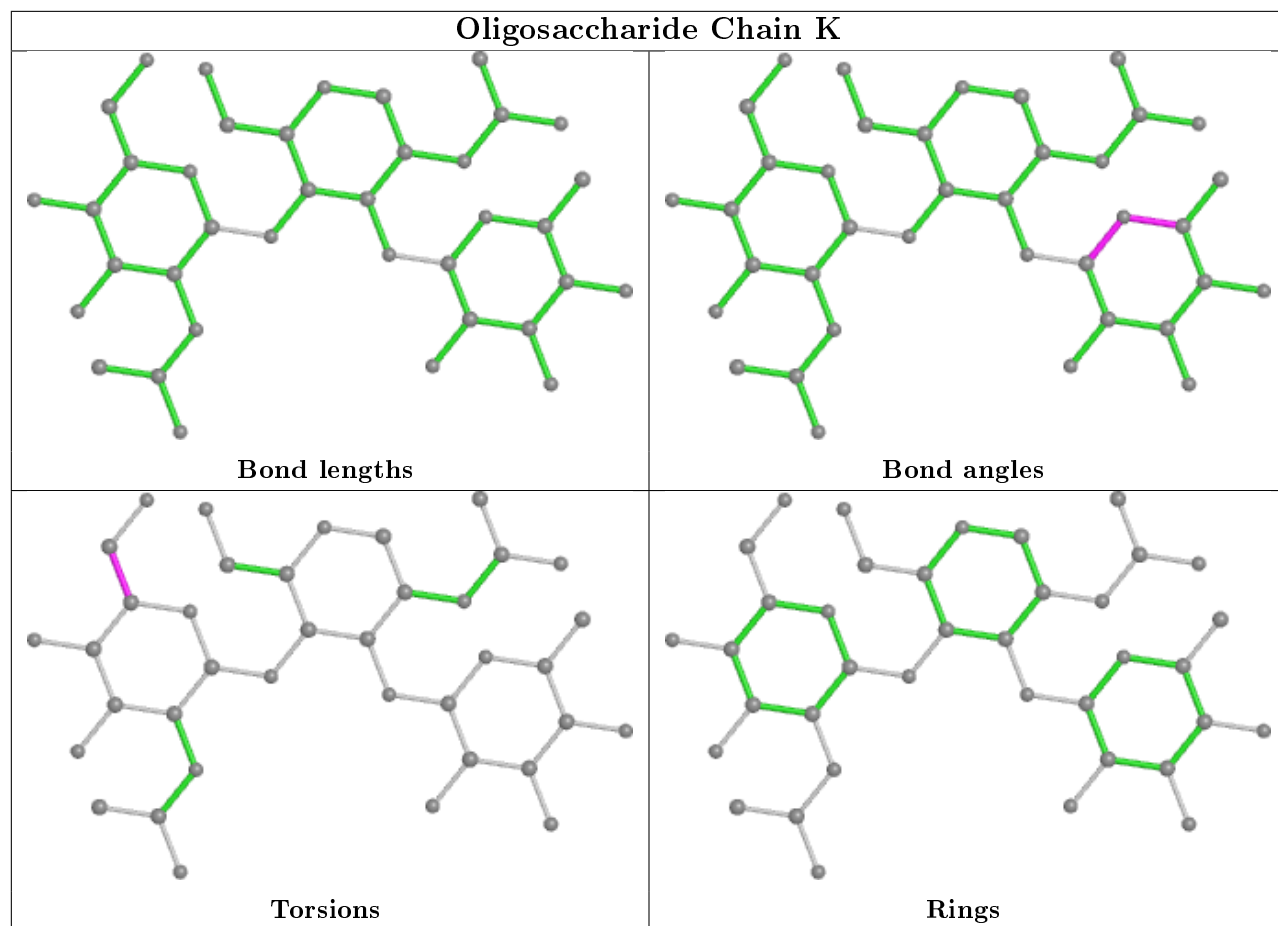 Oligosaccharide Chain K
Bond lengths
Bond angles
Torsions
Rings